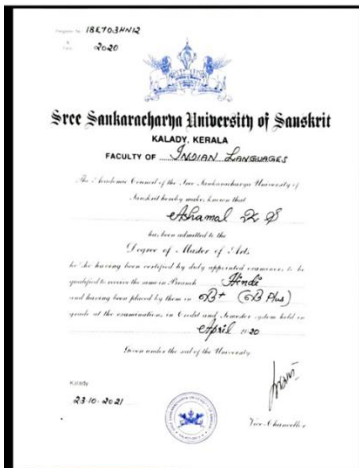 Register No 18KTO3HN12
&
Year 2020
Sree Sankaracharya University of Sanskrit
KALADY, KERALA
FACULTY OF INDIAN LANGUAGES
The Academic Council of the Sree Sankaracharya University of
Sanskrit hereby makes known that
has been admitted to the
Degree of Master of Arts
he/she having been certified by duly appointed examiners to be
qualified to receive the same in Branch Hindi
and having been placed by them in B+ (B Plus)
grade at the examinations in Credit and Semester system held in
April 2020
Given under the seal of the University
Kalady
23-10-2021
Vice-Chancellor